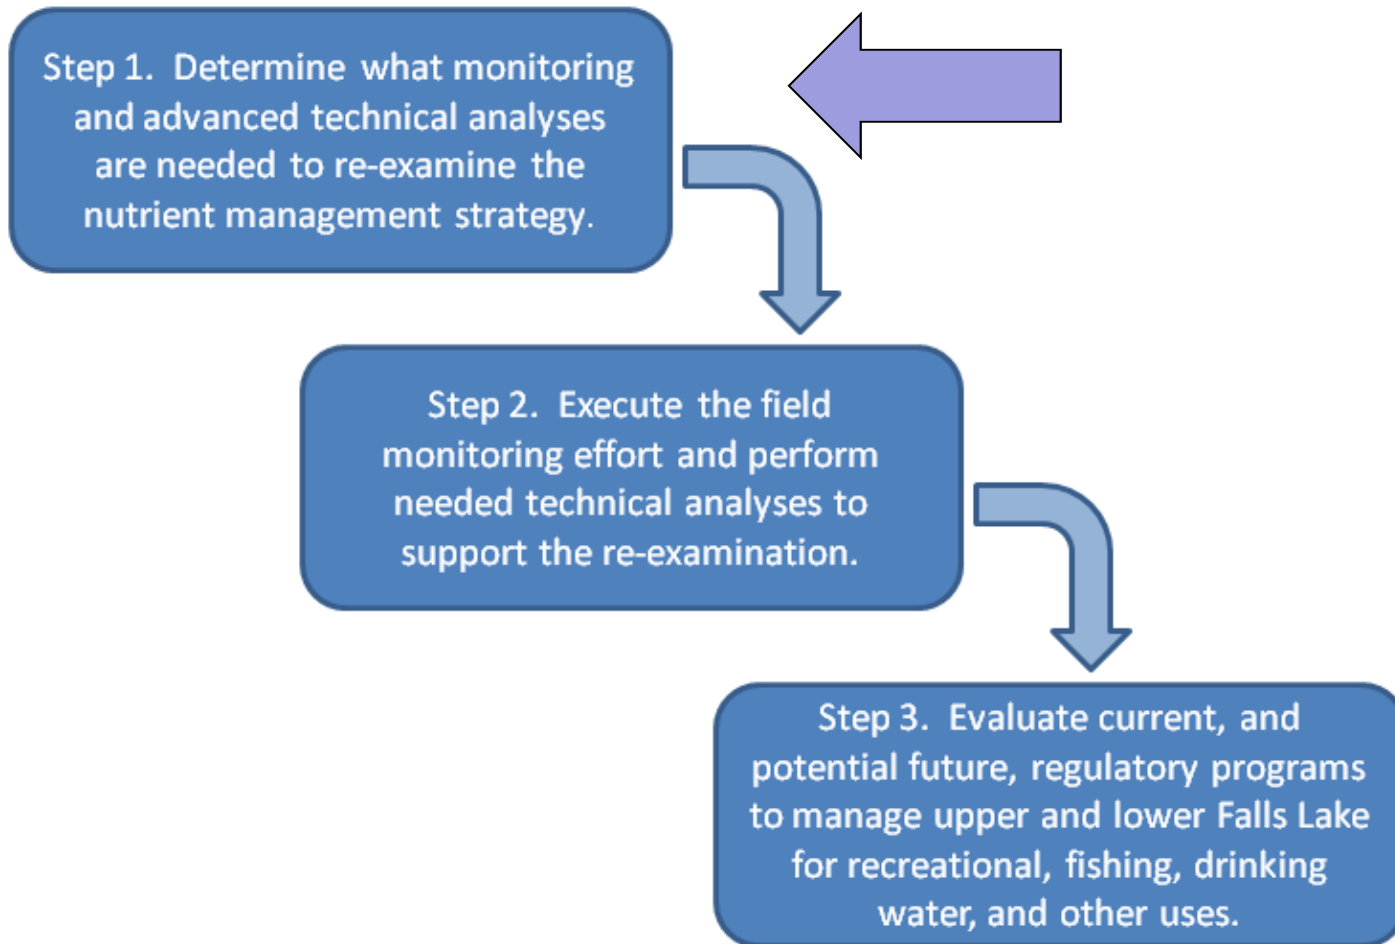 Step 1.  Determine what monitoring
and advanced technical analyses
are needed to re-examine the
nutrient management strategy.
Step 2.  Execute the field
monitoring effort and perform
needed technical analyses to
support the re-examination.
Step 3.  Evaluate current, and
potential future, regulatory programs
to manage upper and lower Falls Lake
for recreational, fishing, drinking
water, and other uses.